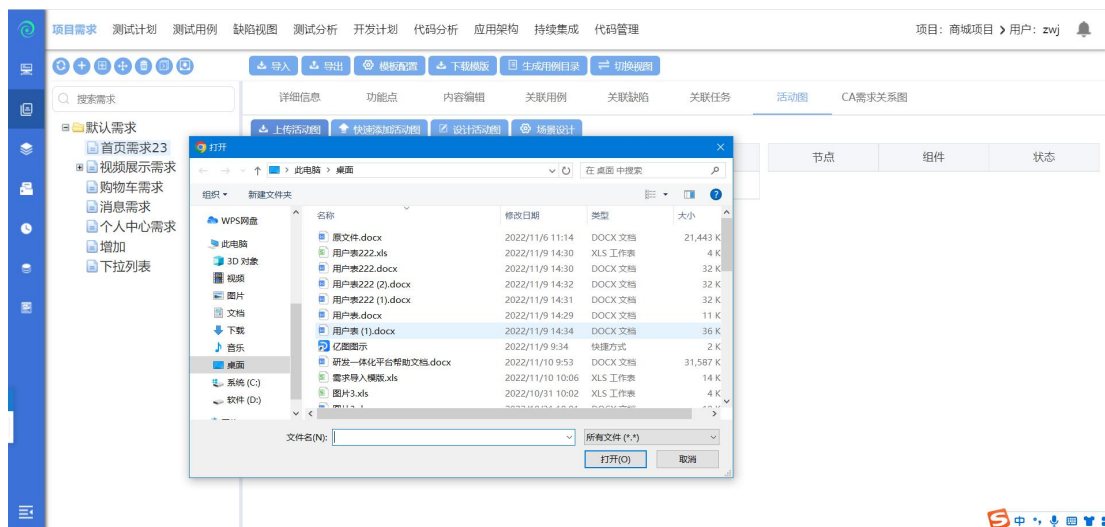 项目需求 测试计划 测试用例 缺陷视图 测试分析 开发计划 代码分析 应用架构 持续集成 代码管理 项目：商城项目 用户：zwj
导入 导出 模板配置 下载模版 生成用例目录 切换视图
搜索需求
详细信息 功能点 内容编辑 关联用例 关联缺陷 关联任务 活动图 CA需求关系图
默认需求
上传活动图 快速添加活动图 设计活动图 场景设计
首页需求23
视频展示需求
购物车需求
消息需求
个人中心需求
增加
下拉列表
节点 组件 状态
打开
此电脑 桌面
在 桌面 中搜索
组织 新建文件夹
名称 修改日期 类型 大小
WPS网盘
此电脑
3D 对象
视频
图片
文档
下载
音乐
桌面
系统 (C:)
软件 (D:)
原文件.docx 2022/11/6 11:14 DOCX 文档 21,443 K
用户表222.xls 2022/11/9 14:30 XLS 工作表 4 K
用户表222.docx 2022/11/9 14:30 DOCX 文档 32 K
用户表222 (2).docx 2022/11/9 14:32 DOCX 文档 32 K
用户表222 (1).docx 2022/11/9 14:31 DOCX 文档 32 K
用户表.docx 2022/11/9 14:29 DOCX 文档 11 K
用户表 (1).docx 2022/11/9 14:34 DOCX 文档 36 K
亿图图示 2022/11/9 9:34 快捷方式 2 K
研发一体化平台帮助文档.docx 2022/11/10 9:53 DOCX 文档 31,587 K
需求导入模版.xls 2022/11/10 10:06 XLS 工作表 14 K
图片3.xls 2022/10/31 10:02 XLS 工作表 4 K
文件名(N): 所有文件 (*.*)
打开(O) 取消
中